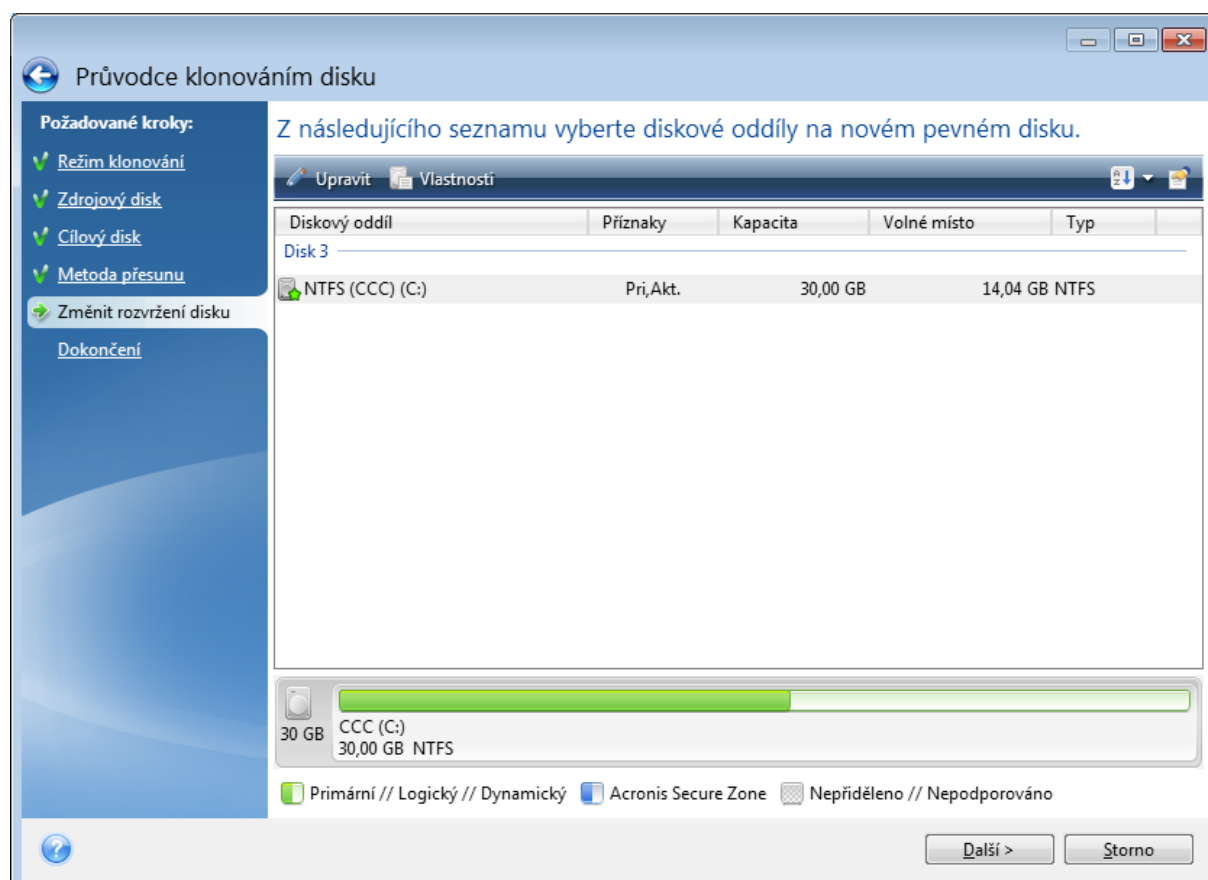 Průvodce klonováním disku
Požadované kroky:
Režim klonování
Zdrojový disk
Cílový disk
Metoda přesunu
Změnit rozvržení disku
Dokončení
Z následujícího seznamu vyberte diskové oddíly na novém pevném disku.
Upravit Vlastnosti
Diskový oddíl Příznaky Kapacita Volné místo Typ
Disk 3
NTFS (CCC) (C:) Pri,Akt. 30,00 GB 14,04 GB NTFS
30 GB
CCC (C:)
30,00 GB NTFS
Primární // Logický // Dynamický Acronis Secure Zone Nepřiděleno // Nepodporováno
Další > Storno